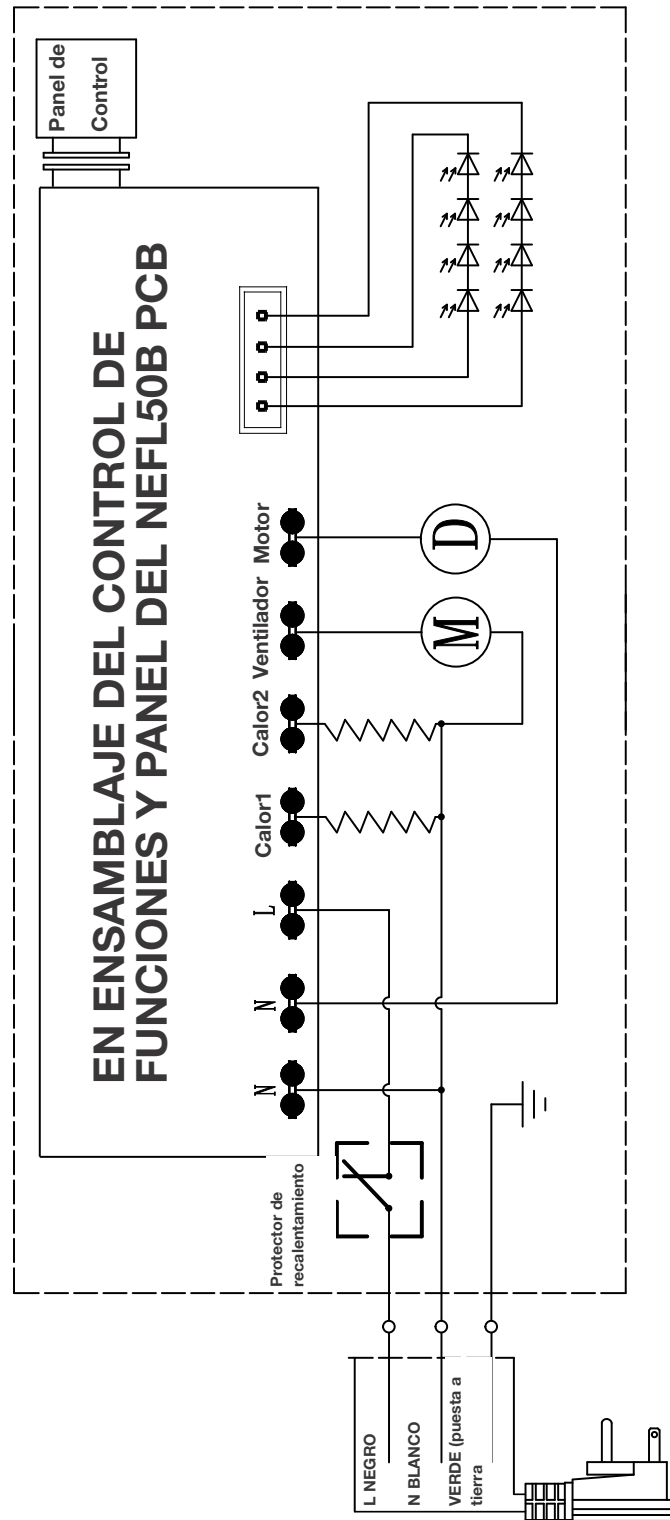 Panel de
Control
EN ENSAMBLAJE DEL CONTROL DE
FUNCIONES Y PANEL DEL NEFL50B PCB
N
N
L
Calor1
Calor2
Ventilador
Motor
M
D
Protector de
recalentamiento
L NEGRO
N BLANCO
VERDE (puesta a
tierra